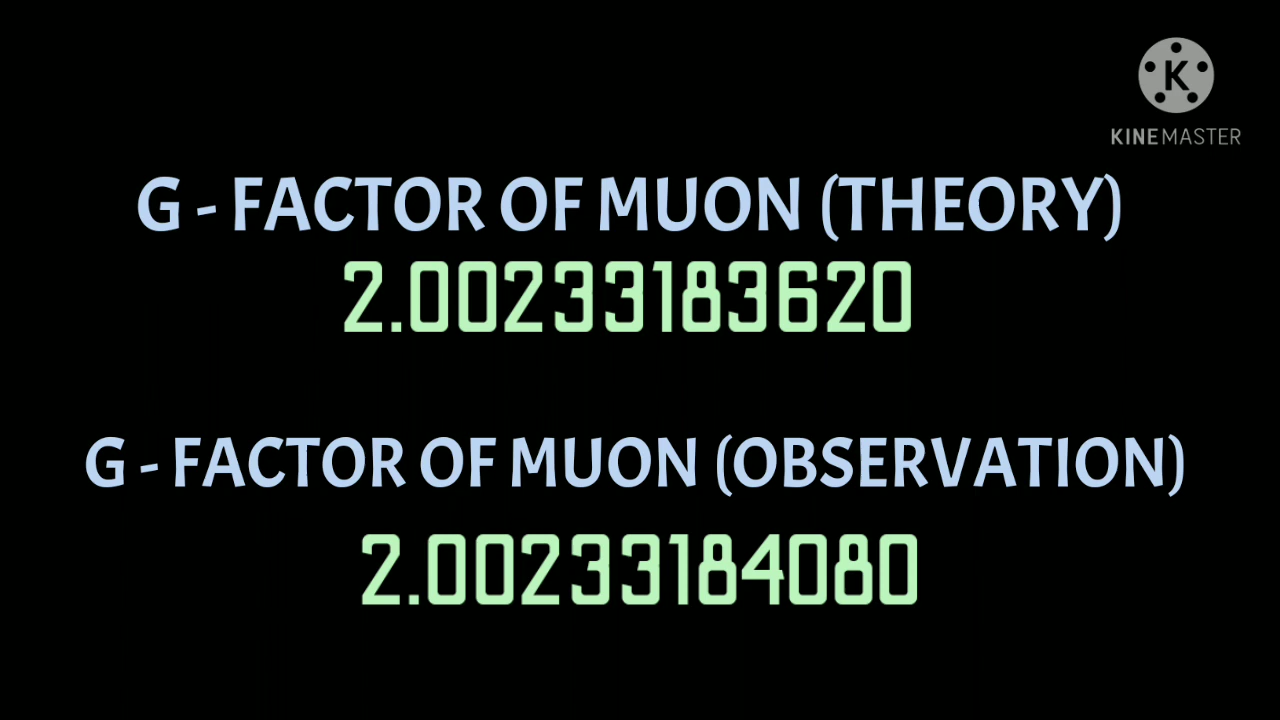 KINEMASTER
G - FACTOR OF MUON (THEORY)
2.00233183620
G - FACTOR OF MUON (OBSERVATION)
2.00233184080